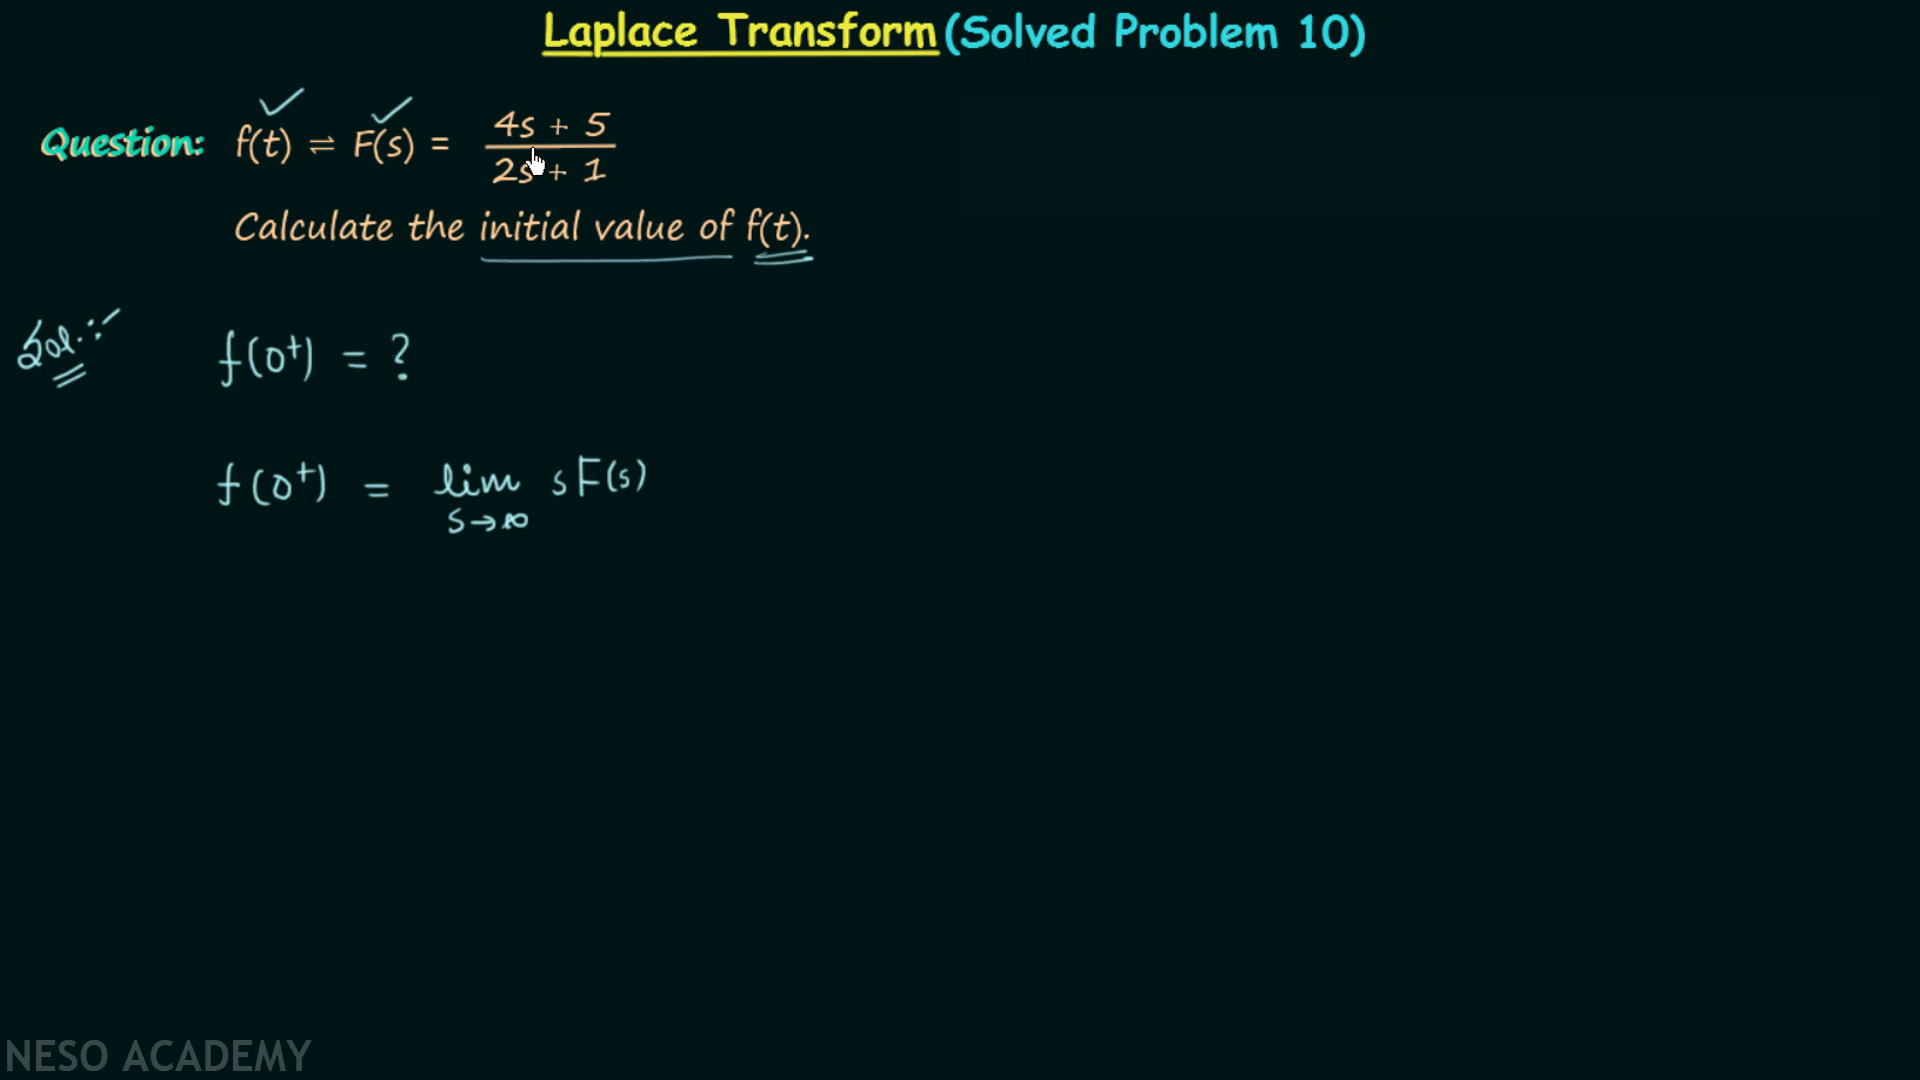 Laplace Transform (Solved Problem 10)
Question: f(t) ⇌ F(s) = 4s + 5 / 2s + 1
Calculate the initial value of f(t).
Sol.:
f(0⁺) = ?
f(0⁺) = lim s→∞ sF(s)
NESO ACADEMY